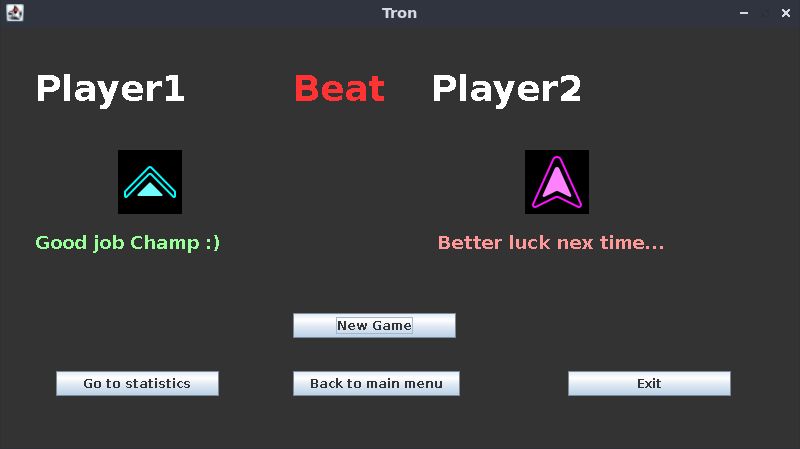 Tron
Player1 Beat Player2
Good job Champ :) Better luck nex time...
New Game
Go to statistics Back to main menu Exit